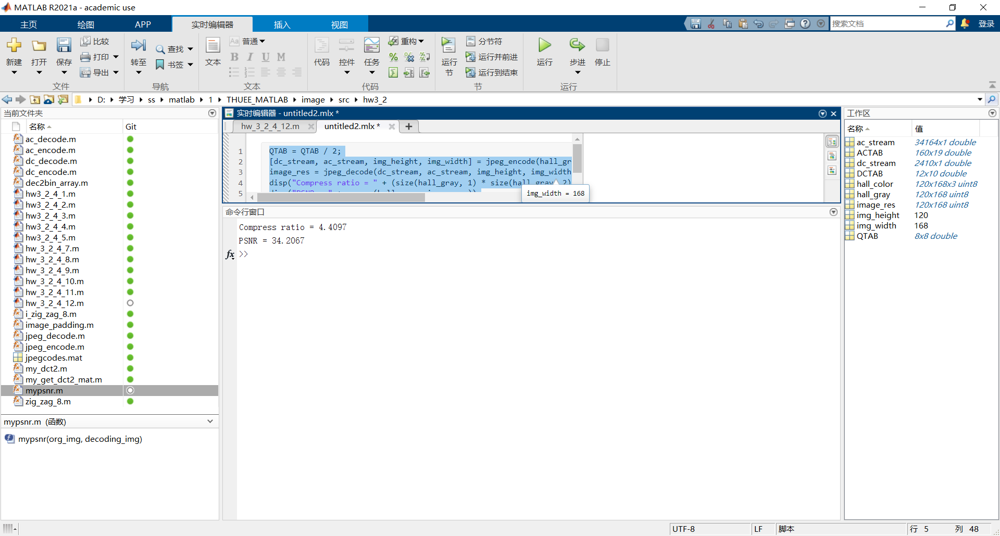 MATLAB R2021a - academic use
主页 绘图 APP 实时编辑器 插入 视图 搜索文档 登录
新建 打开 保存 比较 打印 导出 转至 查找 书签 文本 Aa 普通 B I U M 代码 控件 任务 重构 运行节 分节符 运行并前进 运行到结束 运行 步进 停止
文件 导航 文本 代码 节 运行
D: 学习 ss matlab 1 THUEE_MATLAB image src hw3_2
当前文件夹
名称 Git
ac_decode.m
ac_encode.m
dc_decode.m
dc_encode.m
dec2bin_array.m
hw3_2_4_1.m
hw3_2_4_2.m
hw3_2_4_3.m
hw3_2_4_4.m
hw3_2_4_5.m
hw_3_2_4_7.m
hw_3_2_4_8.m
hw_3_2_4_9.m
hw_3_2_4_10.m
hw_3_2_4_11.m
hw_3_2_4_12.m
i_zig_zag_8.m
image_padding.m
jpeg_decode.m
jpeg_encode.m
jpegcodes.mat
my_dct2.m
my_get_dct2_mat.m
mypsnr.m
zig_zag_8.m
mypsnr.m (函数)
mypsnr(org_img, decoding_img)
实时编辑器 - untitled2.mlx *
hw_3_2_4_12.m untitled2.mlx * +
1 QTAB = QTAB / 2;
2 [dc_stream, ac_stream, img_height, img_width] = jpeg_encode(hall_gr
3 image_res = jpeg_decode(dc_stream, ac_stream, img_height, img_width
4 disp("Compress ratio = " + (size(hall_gray, 1) * size(hall_gray, 2)
5
img_width = 168
命令行窗口
Compress ratio = 4.4097
PSNR = 34.2067
fx >>
工作区
名称 值
ac_stream 34164x1 double
ACTAB 160x19 double
dc_stream 2410x1 double
DCTAB 12x10 double
hall_color 120x168x3 uint8
hall_gray 120x168 uint8
image_res 120x168 uint8
img_height 120
img_width 168
QTAB 8x8 double
UTF-8 LF 脚本 行 5 列 48